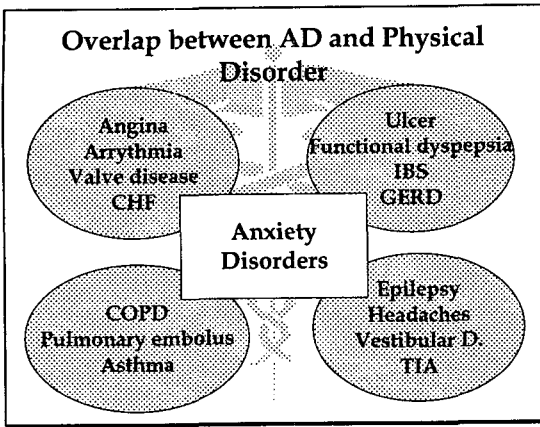 Overlap between AD and Physical
Disorder
Angina
Arrythmia
Valve disease
CHF
Ulcer
Functional dyspepsia
IBS
GERD
Anxiety
Disorders
COPD
Pulmonary embolus
Asthma
Epilepsy
Headaches
Vestibular D.
TIA